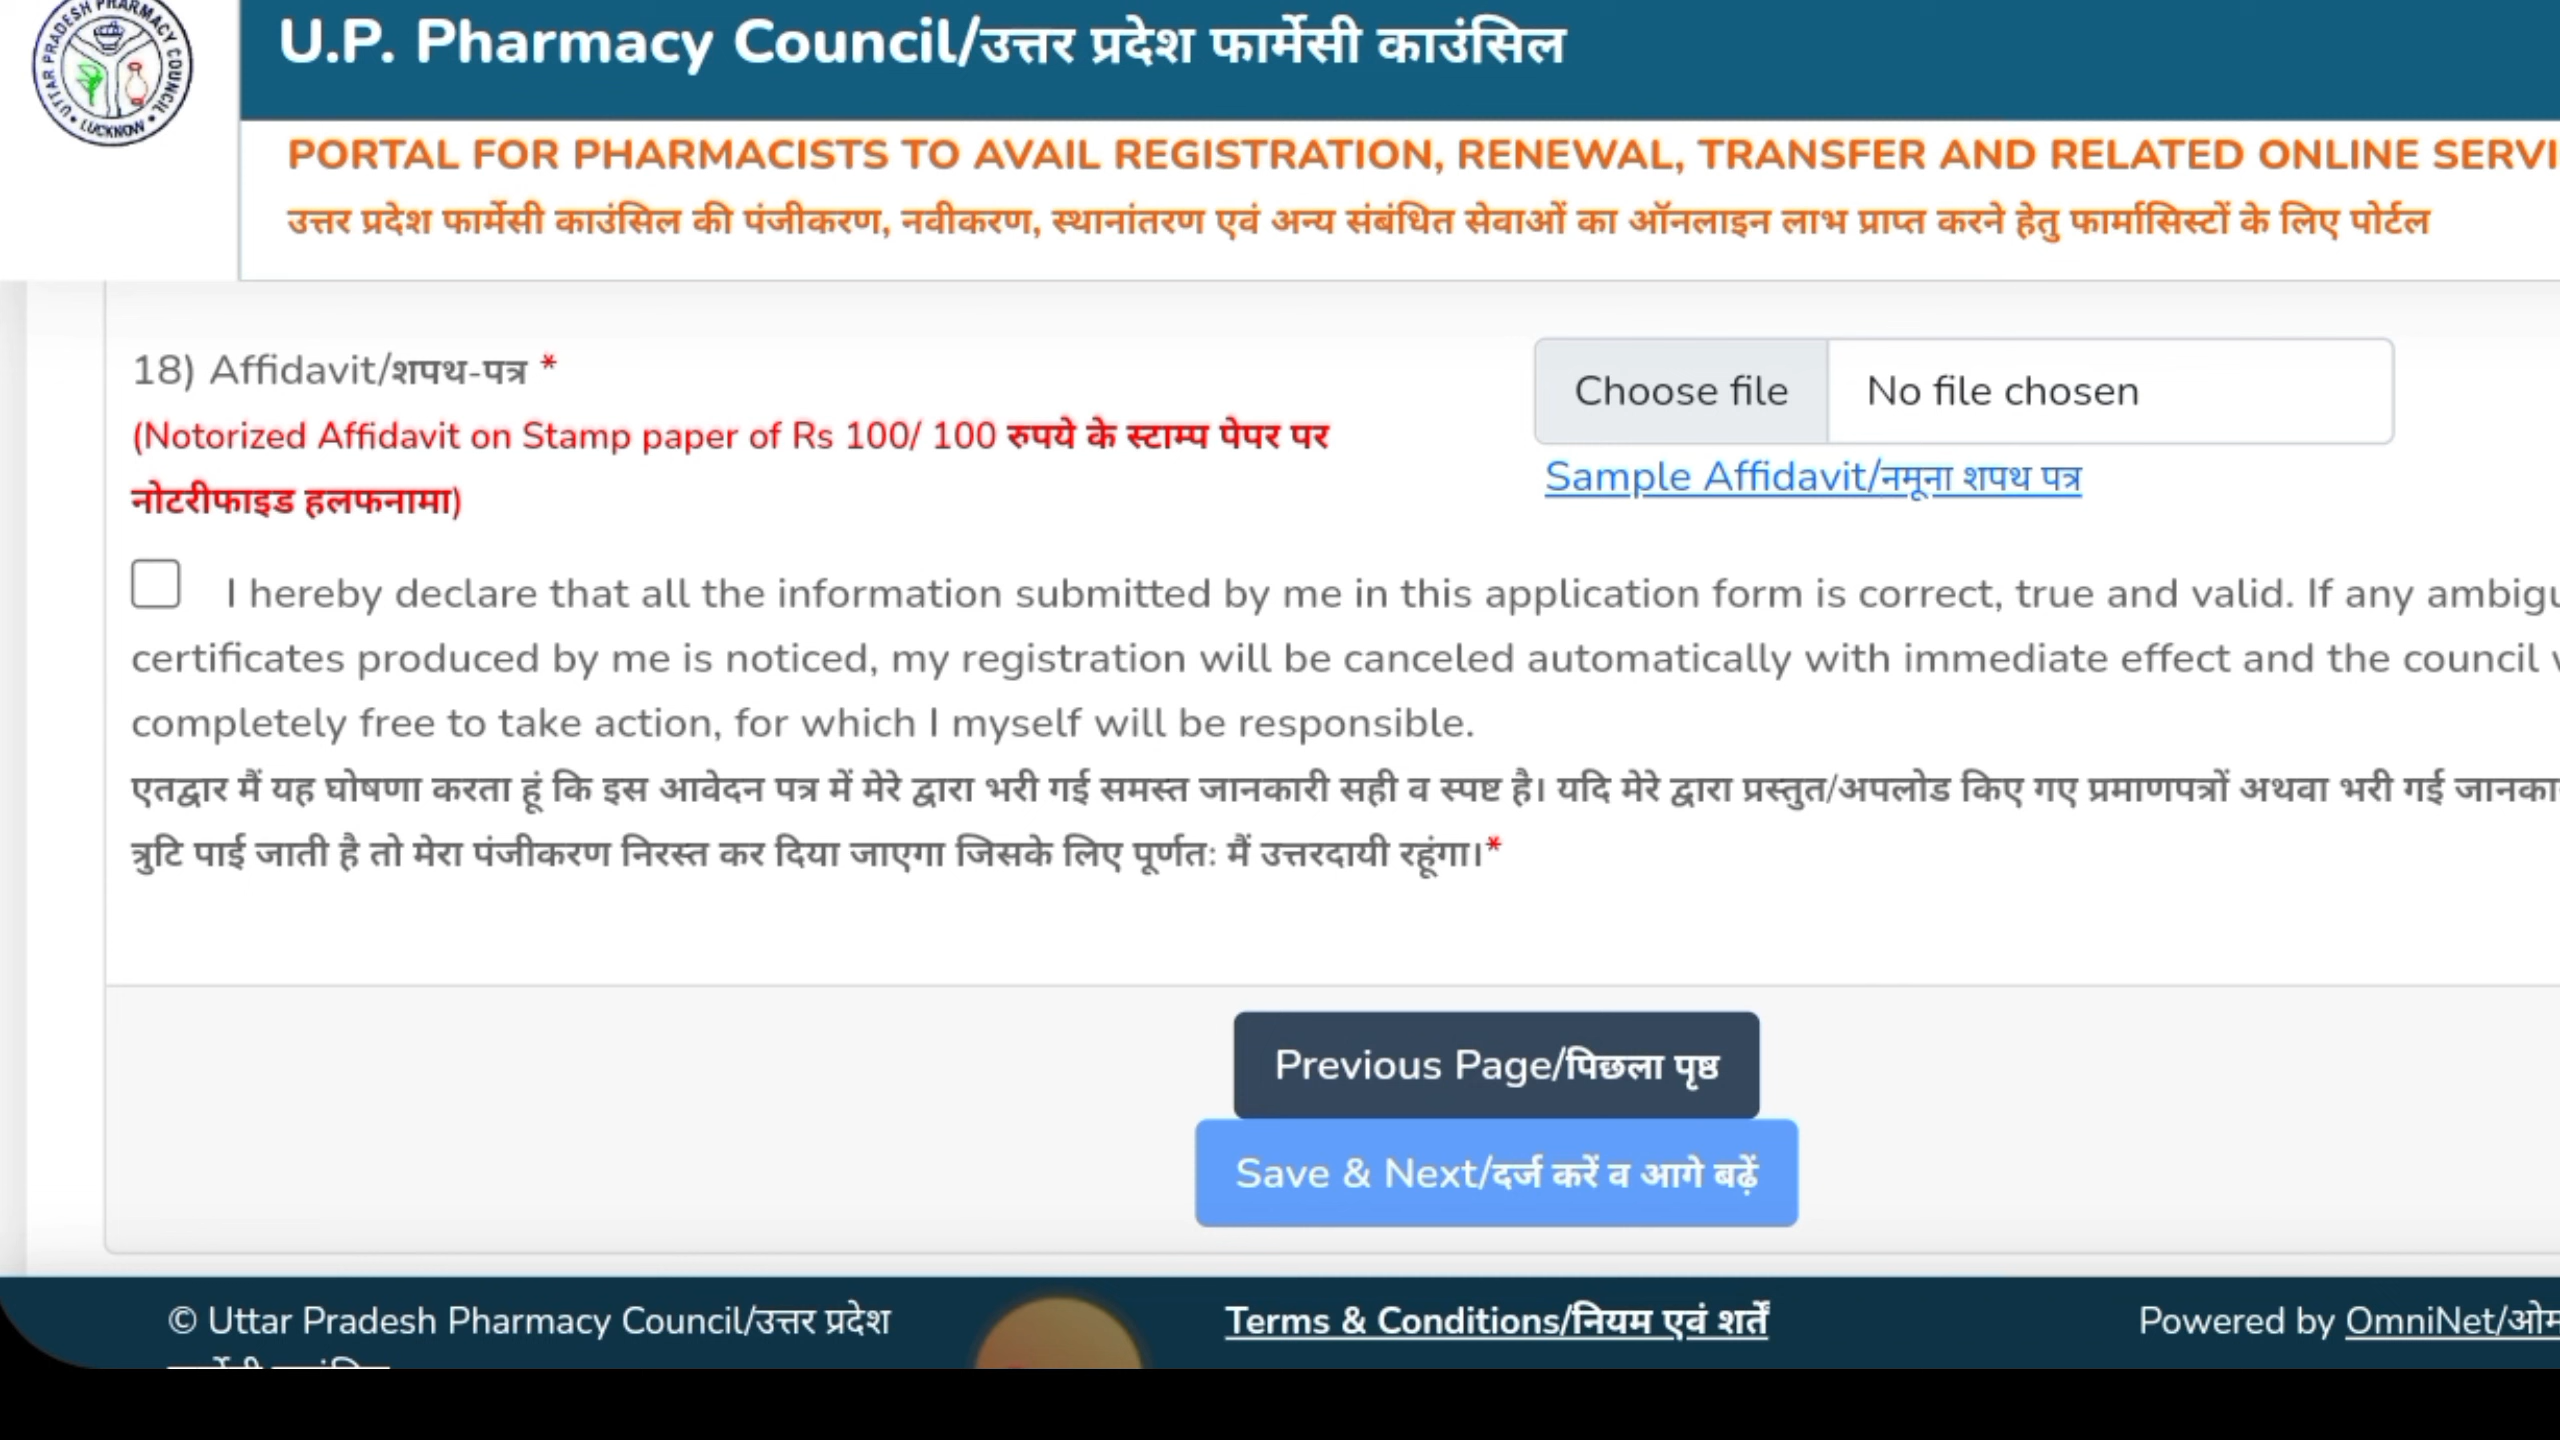 UTTAR PRADESH PHARMACY COUNCIL
• LUCKNOW •
U.P. Pharmacy Council/उत्तर प्रदेश फार्मेसी काउंसिल
PORTAL FOR PHARMACISTS TO AVAIL REGISTRATION, RENEWAL, TRANSFER AND RELATED ONLINE SERVI
उत्तर प्रदेश फार्मेसी काउंसिल की पंजीकरण, नवीकरण, स्थानांतरण एवं अन्य संबंधित सेवाओं का ऑनलाइन लाभ प्राप्त करने हेतु फार्मासिस्टों के लिए पोर्टल
18) Affidavit/शपथ-पत्र *
(Notorized Affidavit on Stamp paper of Rs 100/ 100 रुपये के स्टाम्प पेपर पर
नोटरीफाइड हलफनामा)
Choose file No file chosen
Sample Affidavit/नमूना शपथ पत्र
I hereby declare that all the information submitted by me in this application form is correct, true and valid. If any ambigu
certificates produced by me is noticed, my registration will be canceled automatically with immediate effect and the council
completely free to take action, for which I myself will be responsible.
एतद्वार मैं यह घोषणा करता हूं कि इस आवेदन पत्र में मेरे द्वारा भरी गई समस्त जानकारी सही व स्पष्ट है। यदि मेरे द्वारा प्रस्तुत/अपलोड किए गए प्रमाणपत्रों अथवा भरी गई जानका
त्रुटि पाई जाती है तो मेरा पंजीकरण निरस्त कर दिया जाएगा जिसके लिए पूर्णतः मैं उत्तरदायी रहूंगा।*
Previous Page/पिछला पृष्ठ
Save & Next/दर्ज करें व आगे बढ़ें
© Uttar Pradesh Pharmacy Council/उत्तर प्रदेश
Terms & Conditions/नियम एवं शर्तें
Powered by OmniNet/ओम